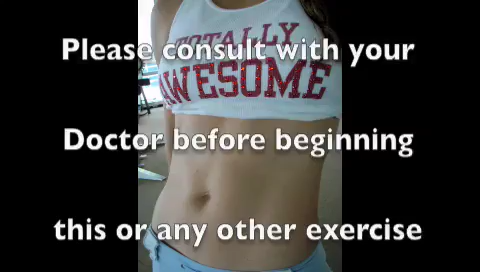 TOTALLY
AWESOME
Please consult with your
Doctor before beginning
this or any other exercise